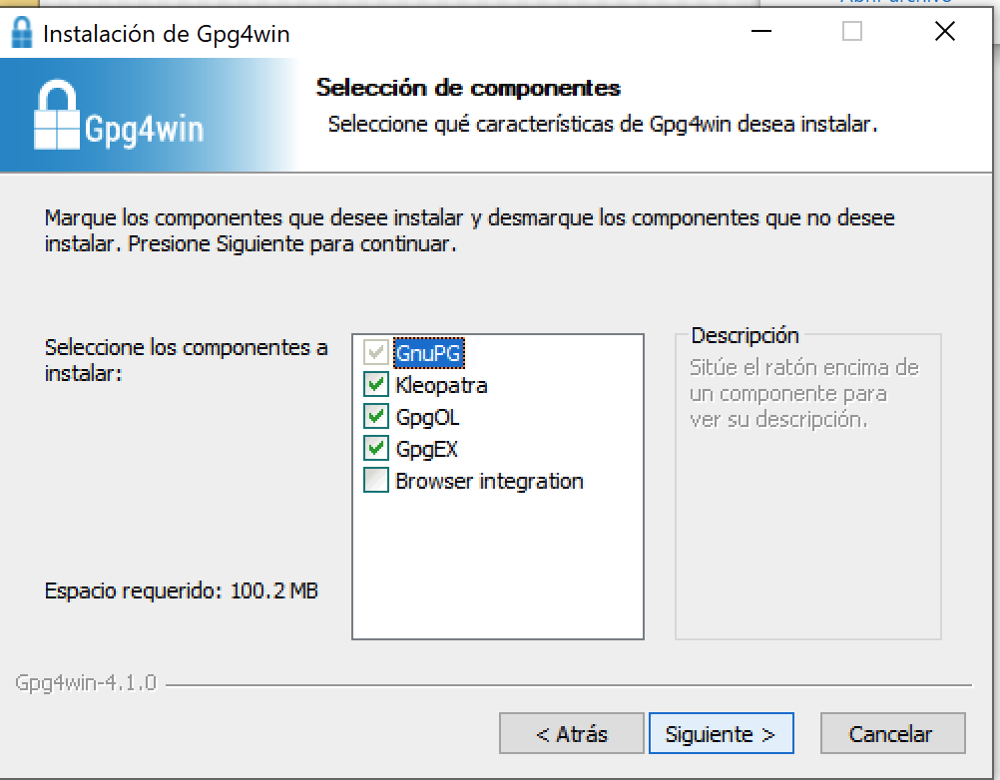 Instalación de Gpg4win
Gpg4win
Selección de componentes
Seleccione qué características de Gpg4win desea instalar.
Marque los componentes que desee instalar y desmarque los componentes que no desee
instalar. Presione Siguiente para continuar.
Seleccione los componentes a
instalar:
GnuPG
Kleopatra
GpgOL
GpgEX
Browser integration
Descripción
Sitúe el ratón encima de
un componente para
ver su descripción.
Espacio requerido: 100.2 MB
Gpg4win-4.1.0
< Atrás
Siguiente >
Cancelar